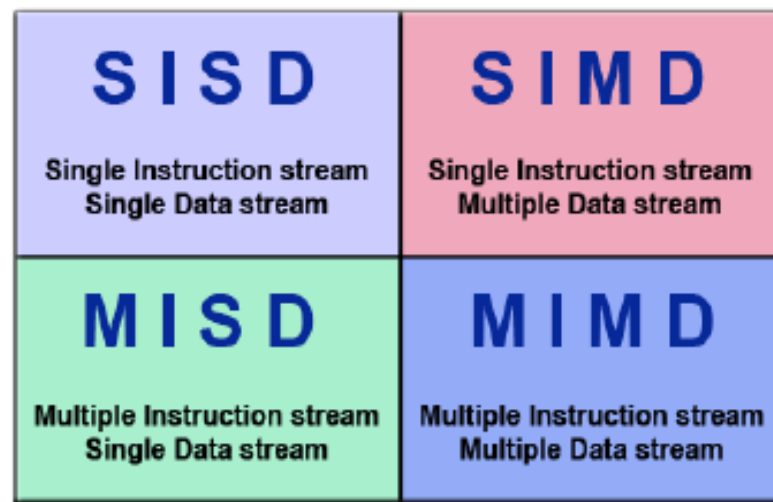 S I S D
Single Instruction stream
Single Data stream
S I M D
Single Instruction stream
Multiple Data stream
M I S D
Multiple Instruction stream
Single Data stream
M I M D
Multiple Instruction stream
Multiple Data stream